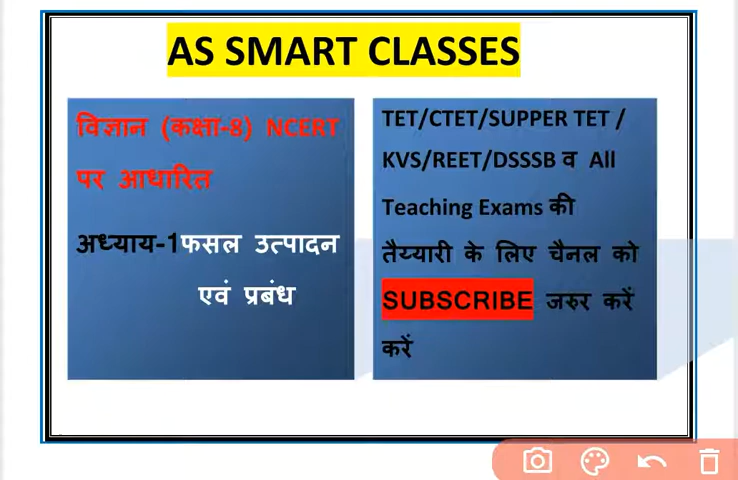 AS SMART CLASSES
विज्ञान (कक्षा-8) NCERT
पर आधारित
अध्याय-1फसल उत्पादन
एवं प्रबंध
TET/CTET/SUPPER TET /
KVS/REET/DSSSB व All
Teaching Exams की
तैय्यारी के लिए चैनल को
SUBSCRIBE जरुर करें
करें